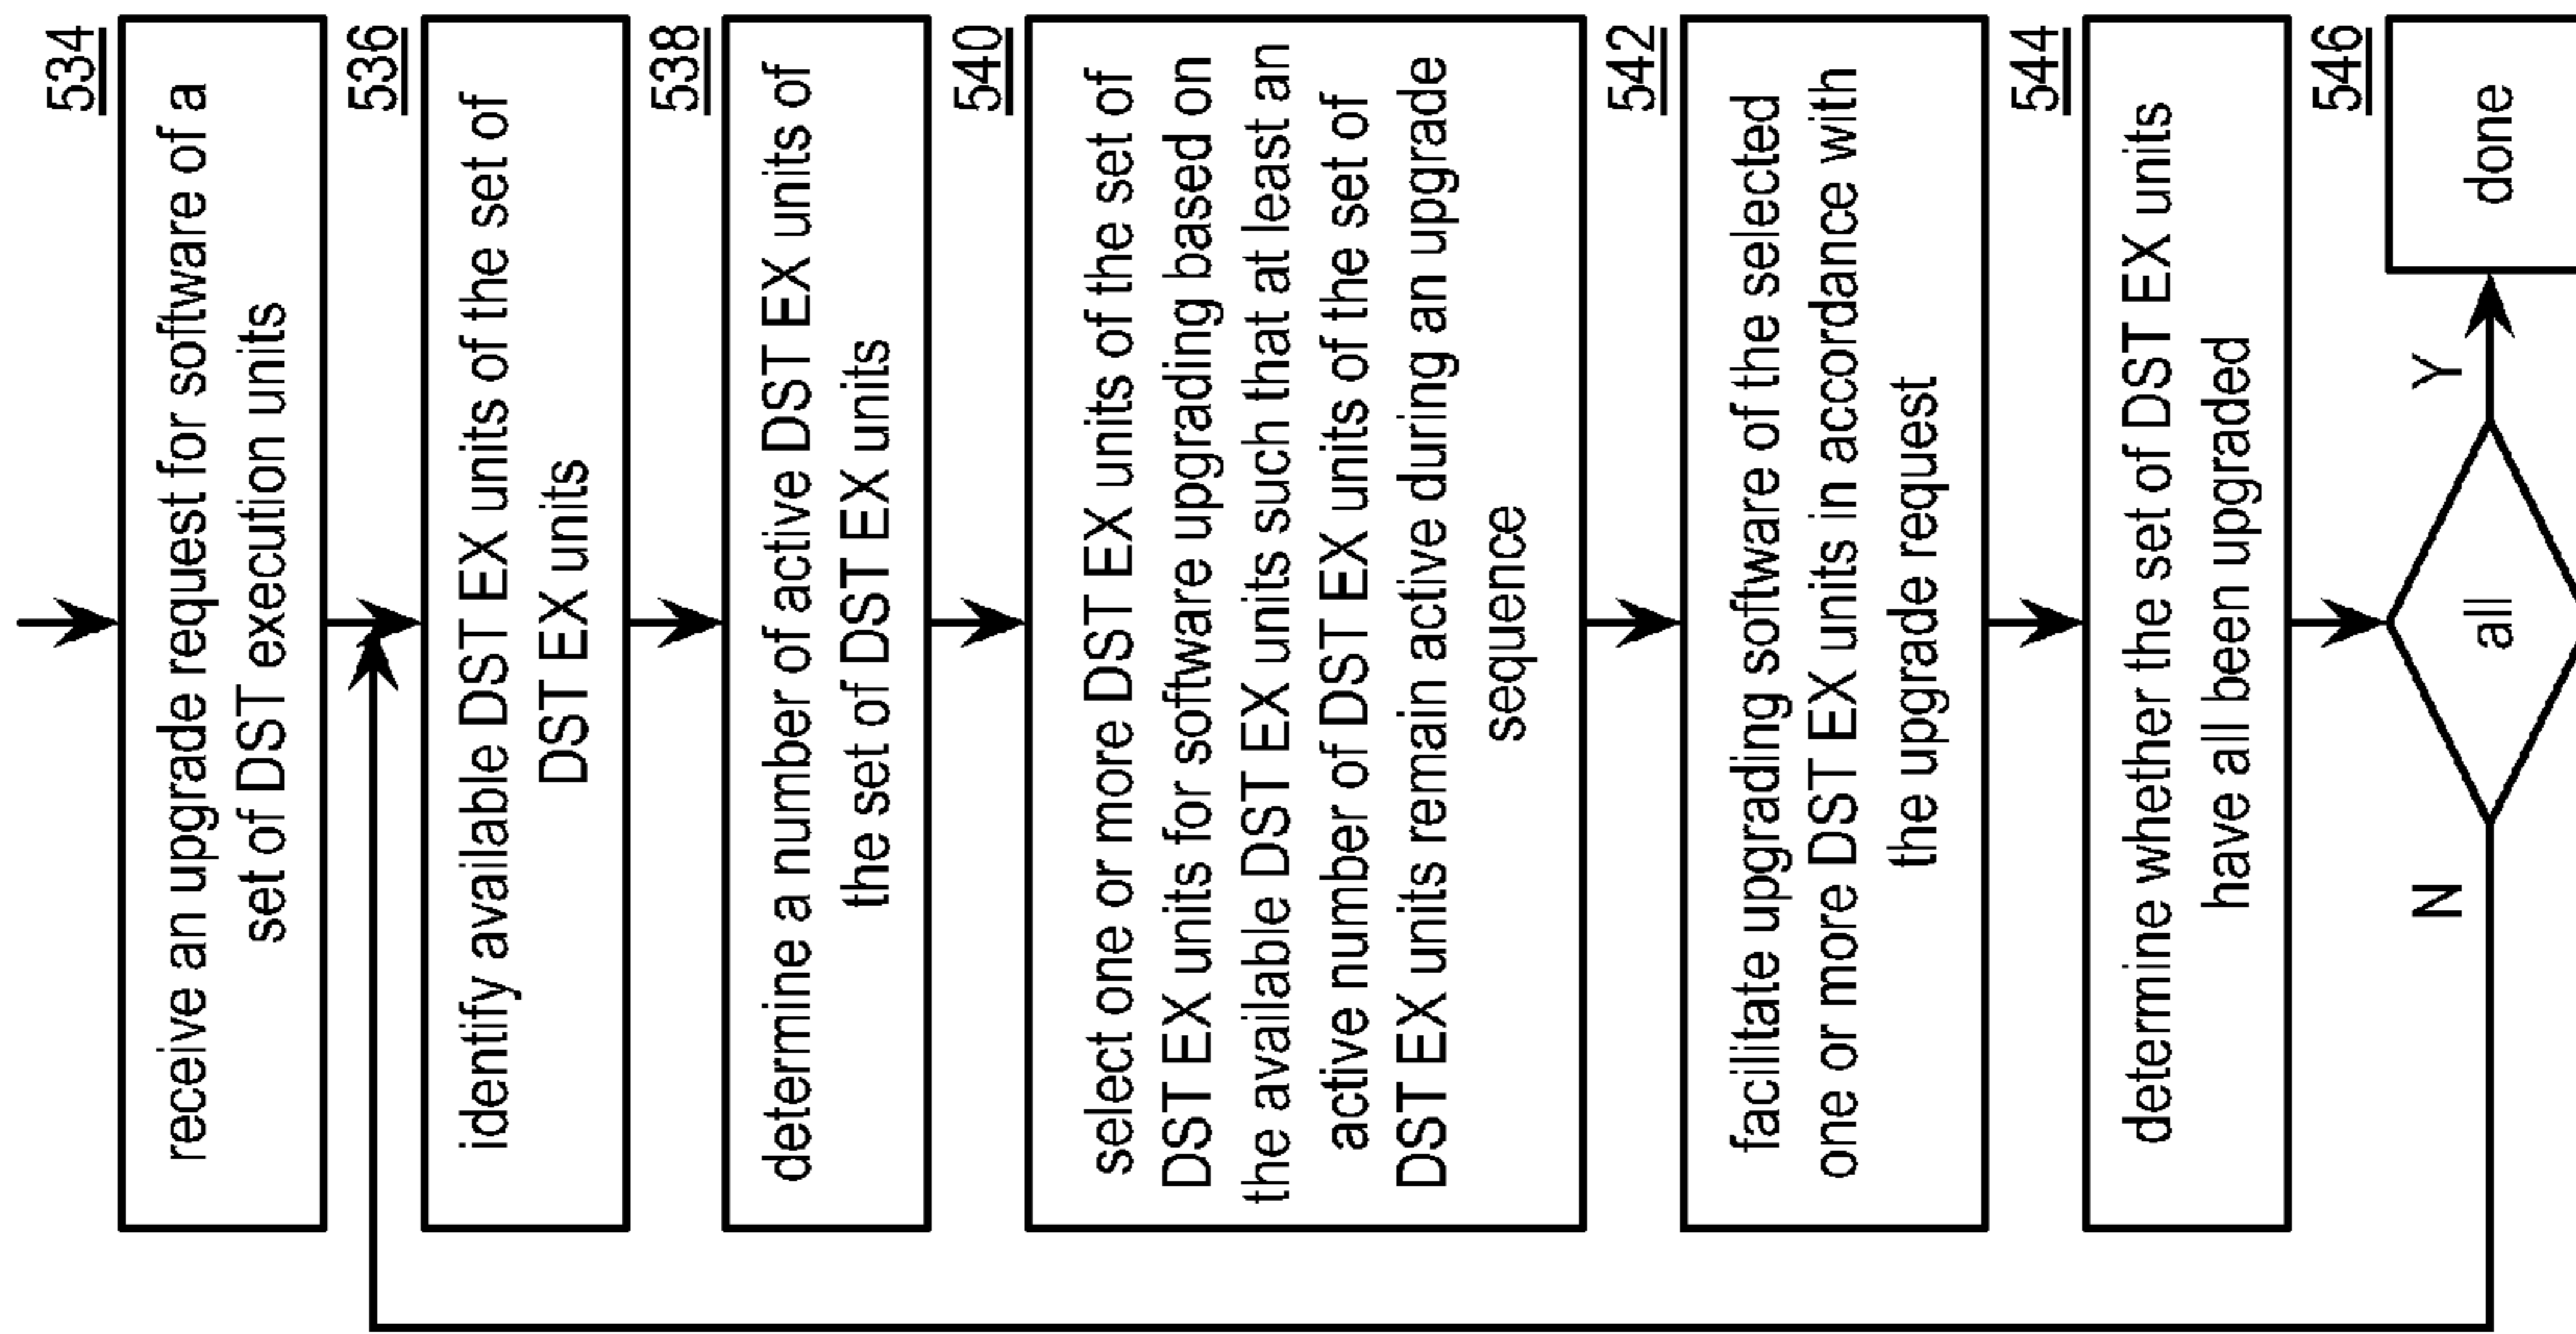 534
receive an upgrade request for software of a
set of DST execution units
536
identify available DST EX units of the set of
DST EX units
538
determine a number of active DST EX units of
the set of DST EX units
540
select one or more DST EX units of the set of
DST EX units for software upgrading based on
the available DST EX units such that at least an
active number of DST EX units of the set of
DST EX units remain active during an upgrade
sequence
542
facilitate upgrading software of the selected
one or more DST EX units in accordance with
the upgrade request
544
determine whether the set of DST EX units
have all been upgraded
546
N
Y
all
done